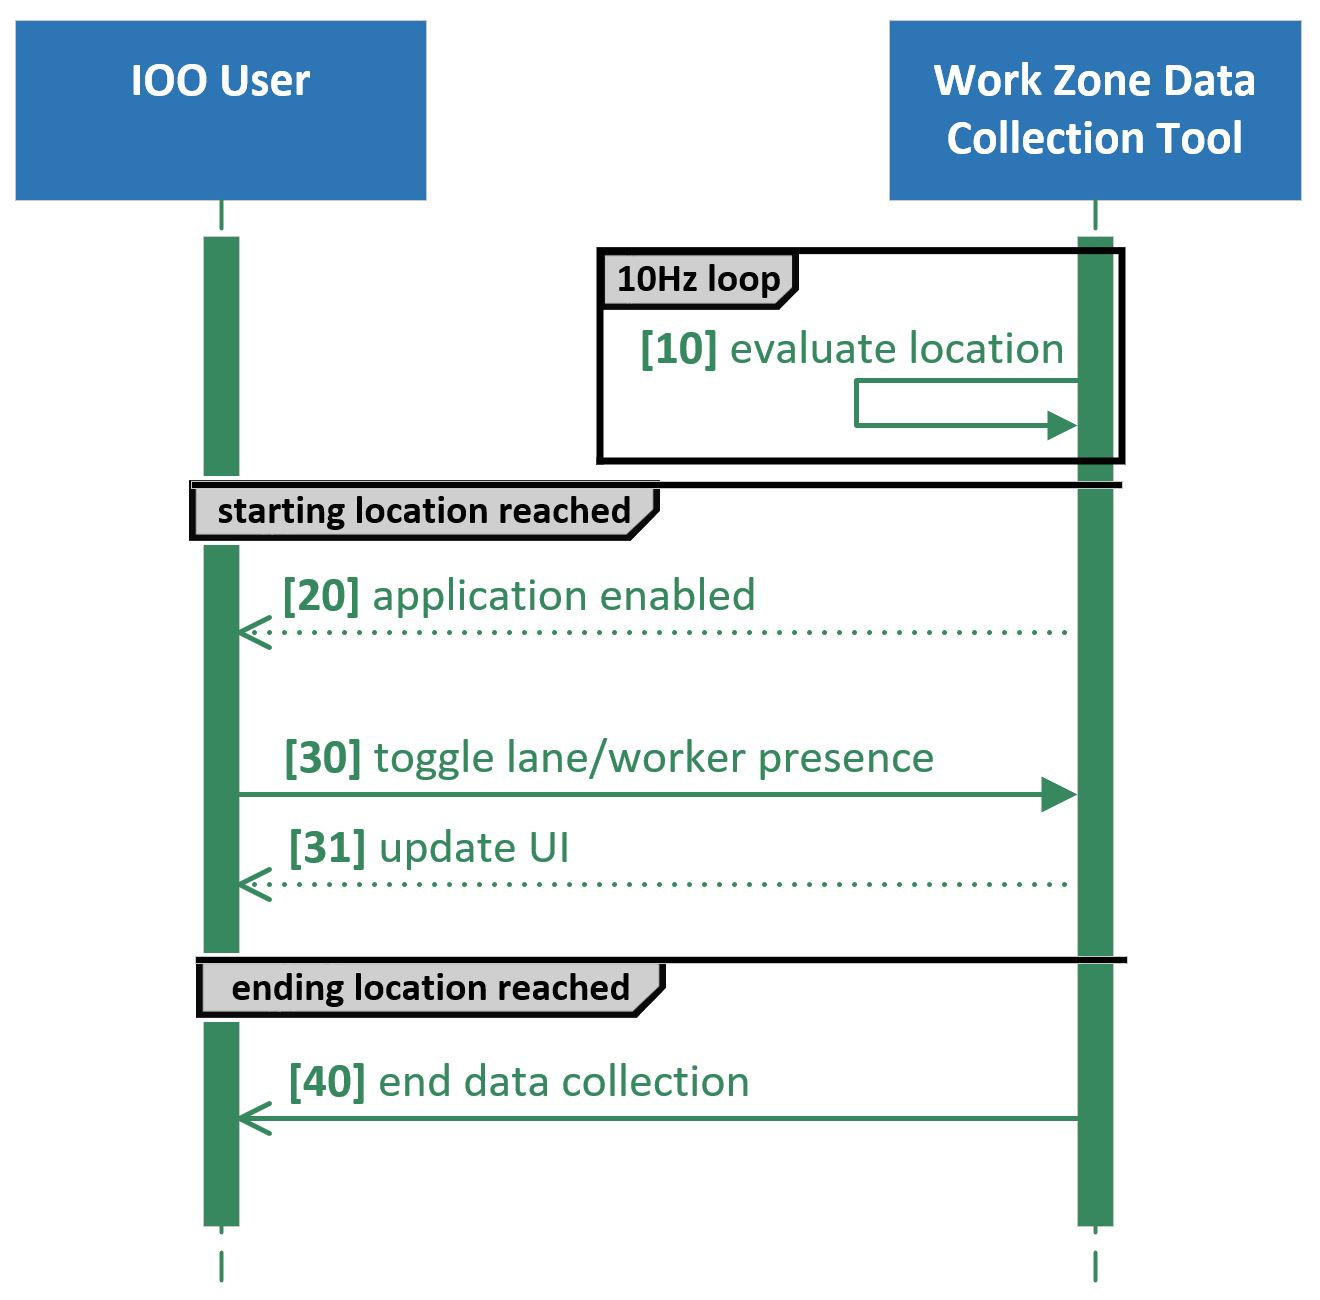 IOO User
Work Zone Data
Collection Tool
10Hz loop
[10] evaluate location
starting location reached
[20] application enabled
[30] toggle lane/worker presence
[31] update UI
ending location reached
[40] end data collection